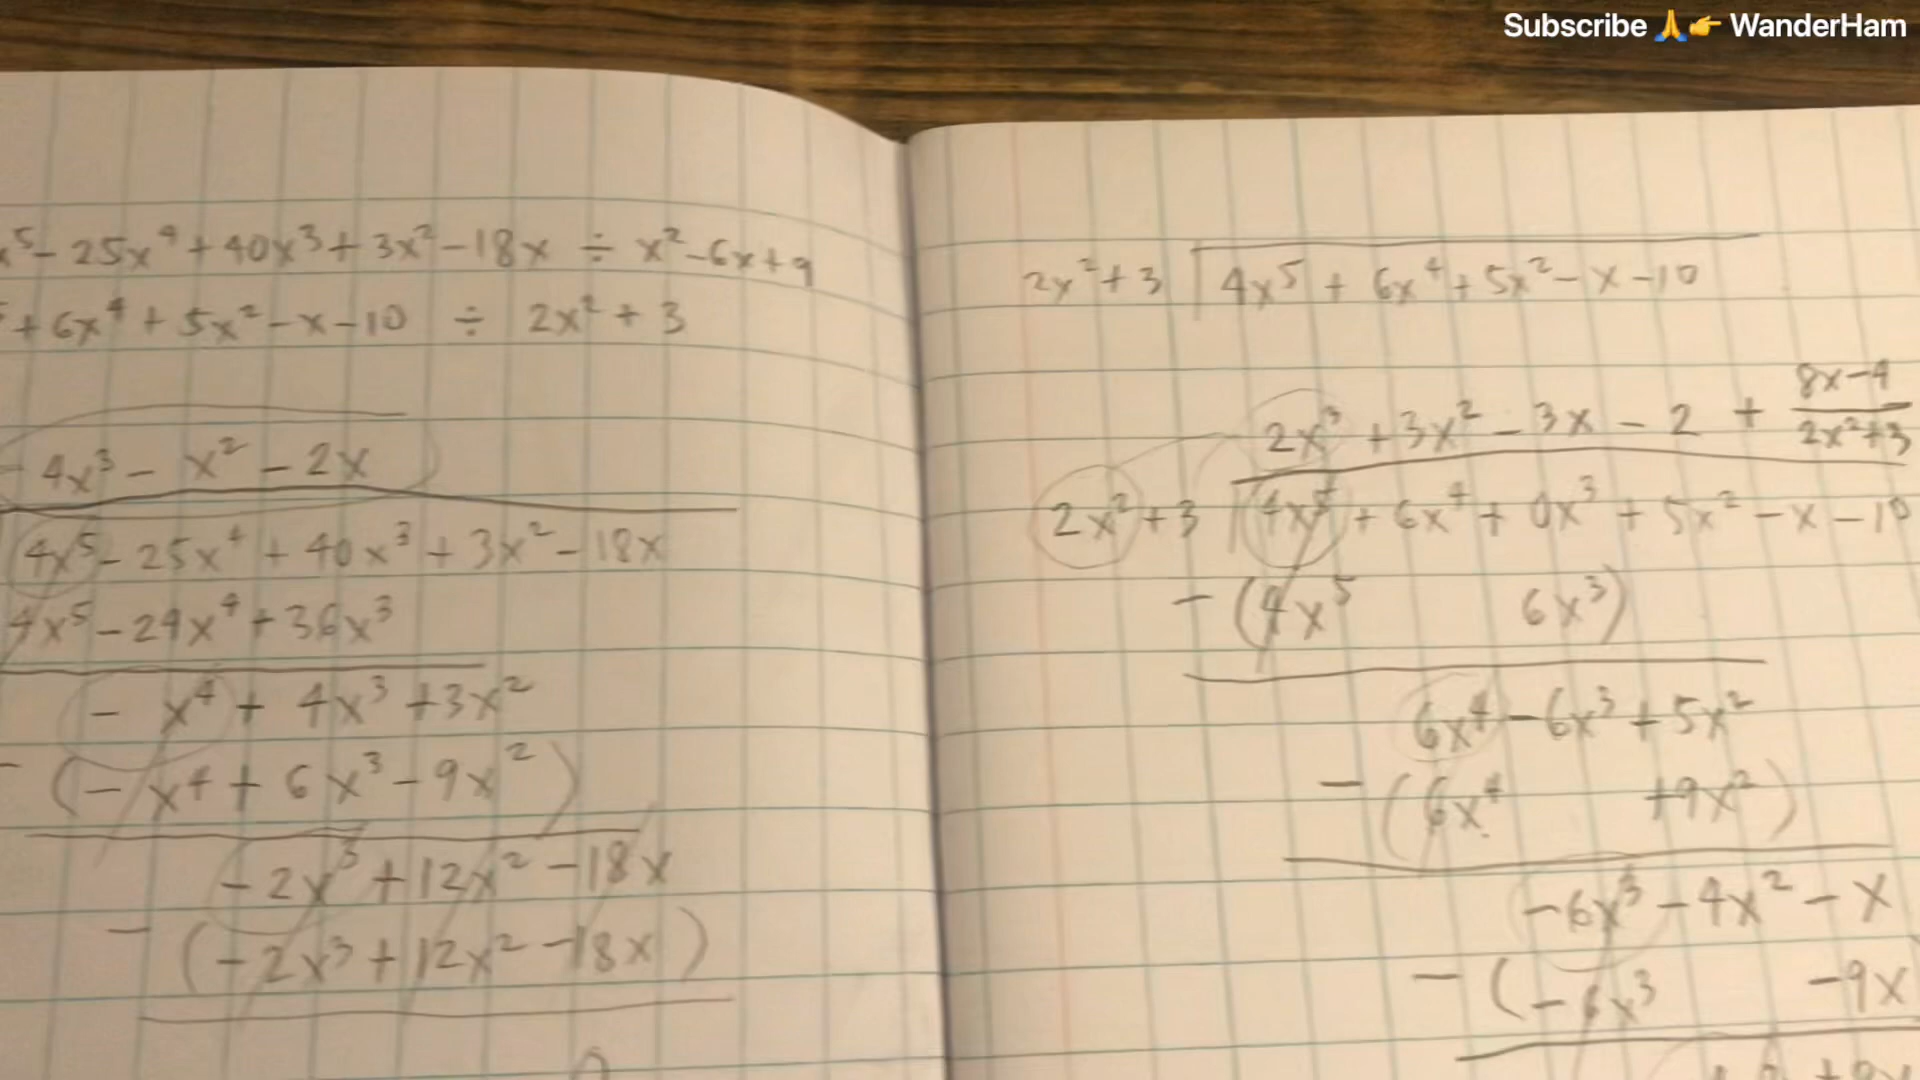 Subscribe 🙏👉 WanderHam
x⁵ - 25x⁴ + 40x³ + 3x² - 18x ÷ x² - 6x + 9
+ 6x⁴ + 5x² - x - 10 ÷ 2x² + 3
4x³ - x² - 2x
4x⁵ - 25x⁴ + 40x³ + 3x² - 18x
4x⁵ - 24x⁴ + 36x³
- x⁴ + 4x³ + 3x²
- (- x⁴ + 6x³ - 9x²)
- 2x³ + 12x² - 18x
- (- 2x³ + 12x² - 18x)
0
2x² + 3 4x⁵ + 6x⁴ + 5x² - x - 10
2x³ + 3x² - 3x - 2 + 8x-4
2x²+3
2x² + 3 4x⁵ + 6x⁴ + 0x³ + 5x² - x - 10
- (4x⁵ 6x³)
6x⁴ - 6x³ + 5x²
- (6x⁴ + 9x²)
- 6x³ - 4x² - x
- (- 6x³ - 9x